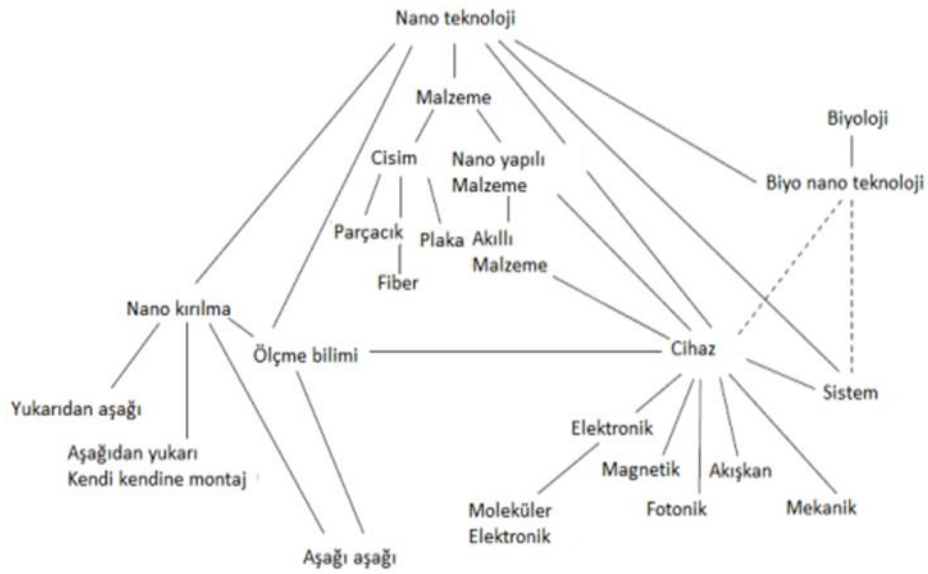 Nano teknoloji
Malzeme
Biyoloji
Cisim
Nano yapılı
Malzeme
Biyo nano teknoloji
Parçacık
Plaka
Akıllı
Malzeme
Fiber
Nano kırılma
Ölçme bilimi
Cihaz
Sistem
Yukarıdan aşağı
Elektronik
Aşağıdan yukarı
Kendi kendine montaj
Magnetik
Akışkan
Moleküler
Elektronik
Fotonik
Mekanik
Aşağı aşağı